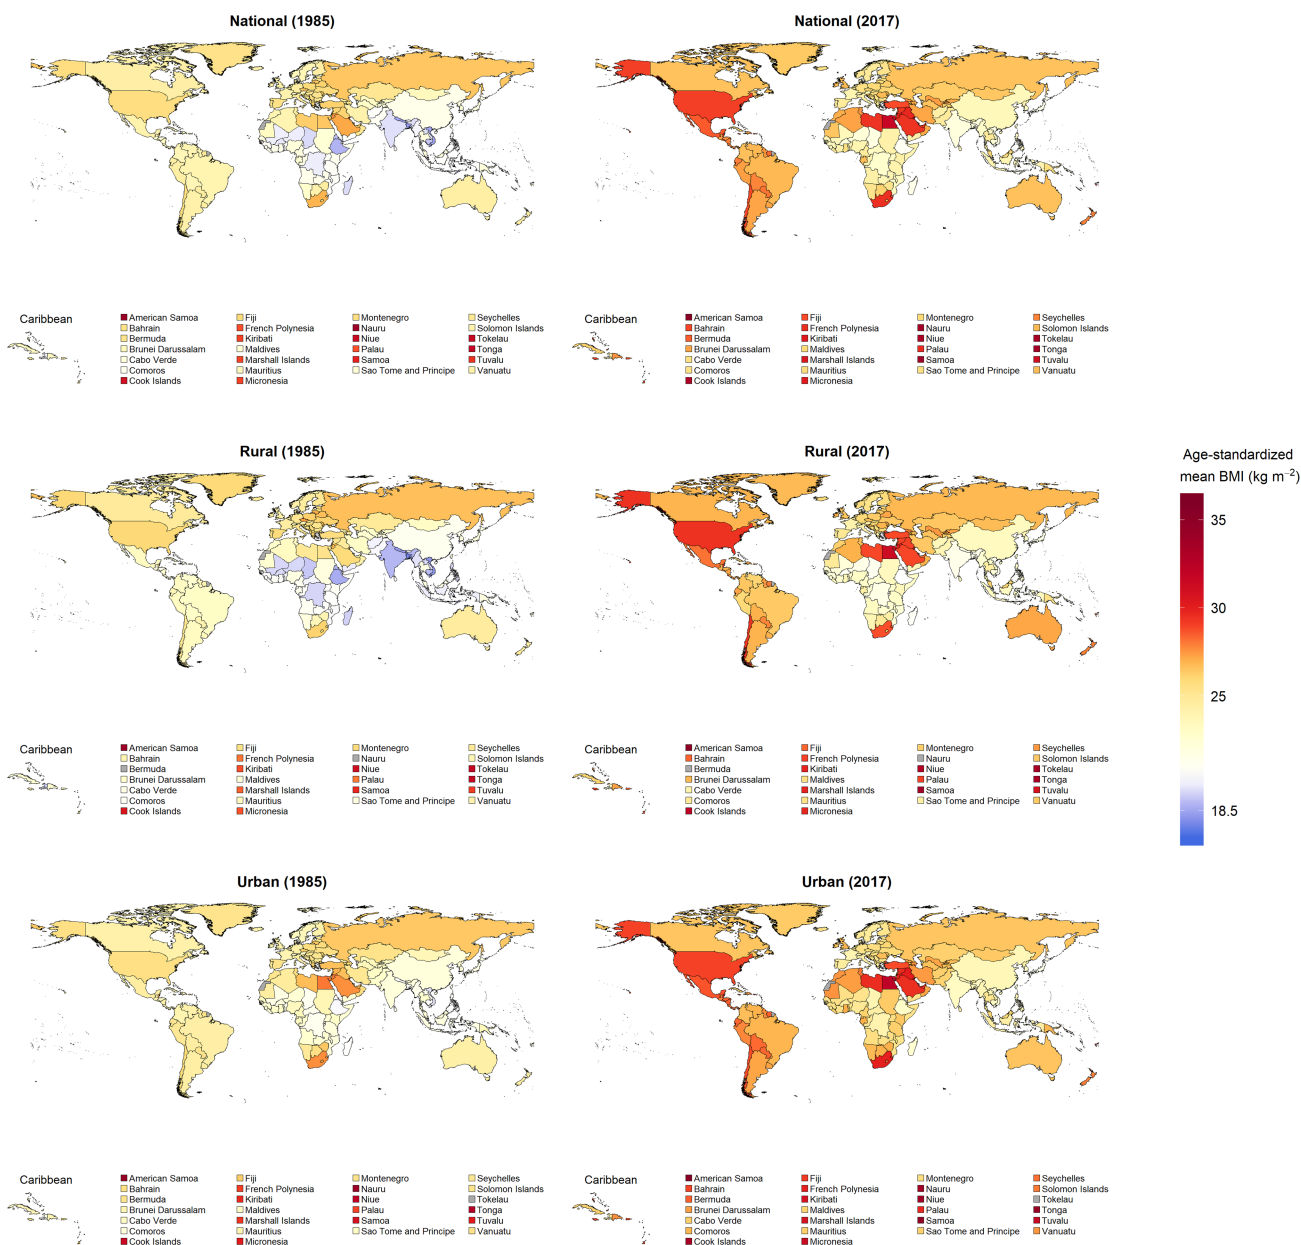 National (1985)
National (2017)
Caribbean
American Samoa
Bahrain
Bermuda
Brunei Darussalam
Cabo Verde
Comoros
Cook Islands
Fiji
French Polynesia
Kiribati
Maldives
Marshall Islands
Mauritius
Micronesia
Montenegro
Nauru
Niue
Palau
Samoa
Sao Tome and Principe
Seychelles
Solomon Islands
Tokelau
Tonga
Tuvalu
Vanuatu
Caribbean
American Samoa
Bahrain
Bermuda
Brunei Darussalam
Cabo Verde
Comoros
Cook Islands
Fiji
French Polynesia
Kiribati
Maldives
Marshall Islands
Mauritius
Micronesia
Montenegro
Nauru
Niue
Palau
Samoa
Sao Tome and Principe
Seychelles
Solomon Islands
Tokelau
Tonga
Tuvalu
Vanuatu
Rural (1985)
Rural (2017)
Caribbean
American Samoa
Bahrain
Bermuda
Brunei Darussalam
Cabo Verde
Comoros
Cook Islands
Fiji
French Polynesia
Kiribati
Maldives
Marshall Islands
Mauritius
Micronesia
Montenegro
Nauru
Niue
Palau
Samoa
Sao Tome and Principe
Seychelles
Solomon Islands
Tokelau
Tonga
Tuvalu
Vanuatu
Caribbean
American Samoa
Bahrain
Bermuda
Brunei Darussalam
Cabo Verde
Comoros
Cook Islands
Fiji
French Polynesia
Kiribati
Maldives
Marshall Islands
Mauritius
Micronesia
Montenegro
Nauru
Niue
Palau
Samoa
Sao Tome and Principe
Seychelles
Solomon Islands
Tokelau
Tonga
Tuvalu
Vanuatu
Age-standardized
mean BMI (kg m⁻²)
35
30
25
18.5
Urban (1985)
Urban (2017)
Caribbean
American Samoa
Bahrain
Bermuda
Brunei Darussalam
Cabo Verde
Comoros
Cook Islands
Fiji
French Polynesia
Kiribati
Maldives
Marshall Islands
Mauritius
Micronesia
Montenegro
Nauru
Niue
Palau
Samoa
Sao Tome and Principe
Seychelles
Solomon Islands
Tokelau
Tonga
Tuvalu
Vanuatu
Caribbean
American Samoa
Bahrain
Bermuda
Brunei Darussalam
Cabo Verde
Comoros
Cook Islands
Fiji
French Polynesia
Kiribati
Maldives
Marshall Islands
Mauritius
Micronesia
Montenegro
Nauru
Niue
Palau
Samoa
Sao Tome and Principe
Seychelles
Solomon Islands
Tokelau
Tonga
Tuvalu
Vanuatu